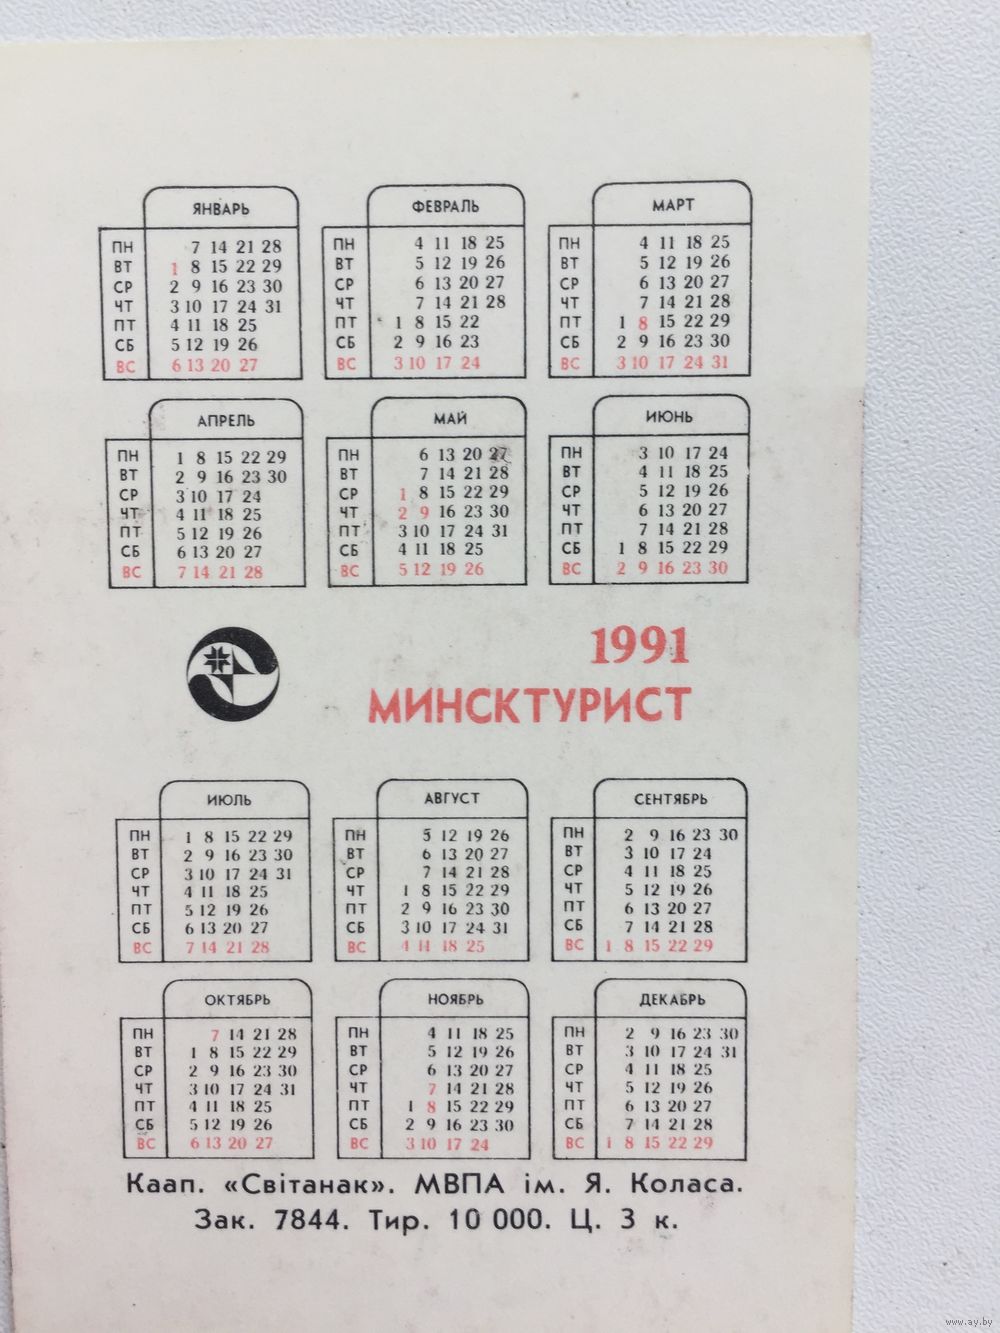 ЯНВАРЬ
ПН 7 14 21 28
ВТ 1 8 15 22 29
СР 2 9 16 23 30
ЧТ 3 10 17 24 31
ПТ 4 11 18 25
СБ 5 12 19 26
ВС 6 13 20 27
ФЕВРАЛЬ
ПН 4 11 18 25
ВТ 5 12 19 26
СР 6 13 20 27
ЧТ 7 14 21 28
ПТ 1 8 15 22
СБ 2 9 16 23
ВС 3 10 17 24
МАРТ
ПН 4 11 18 25
ВТ 5 12 19 26
СР 6 13 20 27
ЧТ 7 14 21 28
ПТ 1 8 15 22 29
СБ 2 9 16 23 30
ВС 3 10 17 24 31
АПРЕЛЬ
ПН 1 8 15 22 29
ВТ 2 9 16 23 30
СР 3 10 17 24
ЧТ 4 11 18 25
ПТ 5 12 19 26
СБ 6 13 20 27
ВС 7 14 21 28
МАЙ
ПН 6 13 20 27
ВТ 7 14 21 28
СР 1 8 15 22 29
ЧТ 2 9 16 23 30
ПТ 3 10 17 24 31
СБ 4 11 18 25
ВС 5 12 19 26
ИЮНЬ
ПН 3 10 17 24
ВТ 4 11 18 25
СР 5 12 19 26
ЧТ 6 13 20 27
ПТ 7 14 21 28
СБ 1 8 15 22 29
ВС 2 9 16 23 30
1991
МИНСКТУРИСТ
ИЮЛЬ
ПН 1 8 15 22 29
ВТ 2 9 16 23 30
СР 3 10 17 24 31
ЧТ 4 11 18 25
ПТ 5 12 19 26
СБ 6 13 20 27
ВС 7 14 21 28
АВГУСТ
ПН 5 12 19 26
ВТ 6 13 20 27
СР 7 14 21 28
ЧТ 1 8 15 22 29
ПТ 2 9 16 23 30
СБ 3 10 17 24 31
ВС 4 11 18 25
СЕНТЯБРЬ
ПН 2 9 16 23 30
ВТ 3 10 17 24
СР 4 11 18 25
ЧТ 5 12 19 26
ПТ 6 13 20 27
СБ 7 14 21 28
ВС 1 8 15 22 29
ОКТЯБРЬ
ПН 7 14 21 28
ВТ 1 8 15 22 29
СР 2 9 16 23 30
ЧТ 3 10 17 24 31
ПТ 4 11 18 25
СБ 5 12 19 26
ВС 6 13 20 27
НОЯБРЬ
ПН 4 11 18 25
ВТ 5 12 19 26
СР 6 13 20 27
ЧТ 7 14 21 28
ПТ 1 8 15 22 29
СБ 2 9 16 23 30
ВС 3 10 17 24
ДЕКАБРЬ
ПН 2 9 16 23 30
ВТ 3 10 17 24 31
СР 4 11 18 25
ЧТ 5 12 19 26
ПТ 6 13 20 27
СБ 7 14 21 28
ВС 1 8 15 22 29
Каап. «Світанак». МВПА ім. Я. Коласа.
Зак. 7844. Тир. 10 000. Ц. 3 к.
www.ay.by